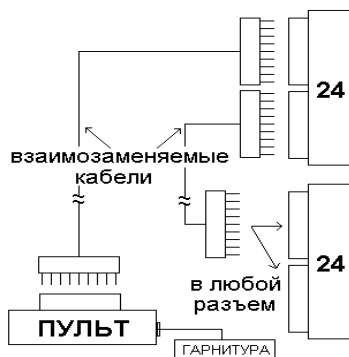 24
взаимозаменяемые
кабели
в любой
разъем
24
ПУЛЬТ
ГАРНИТУРА